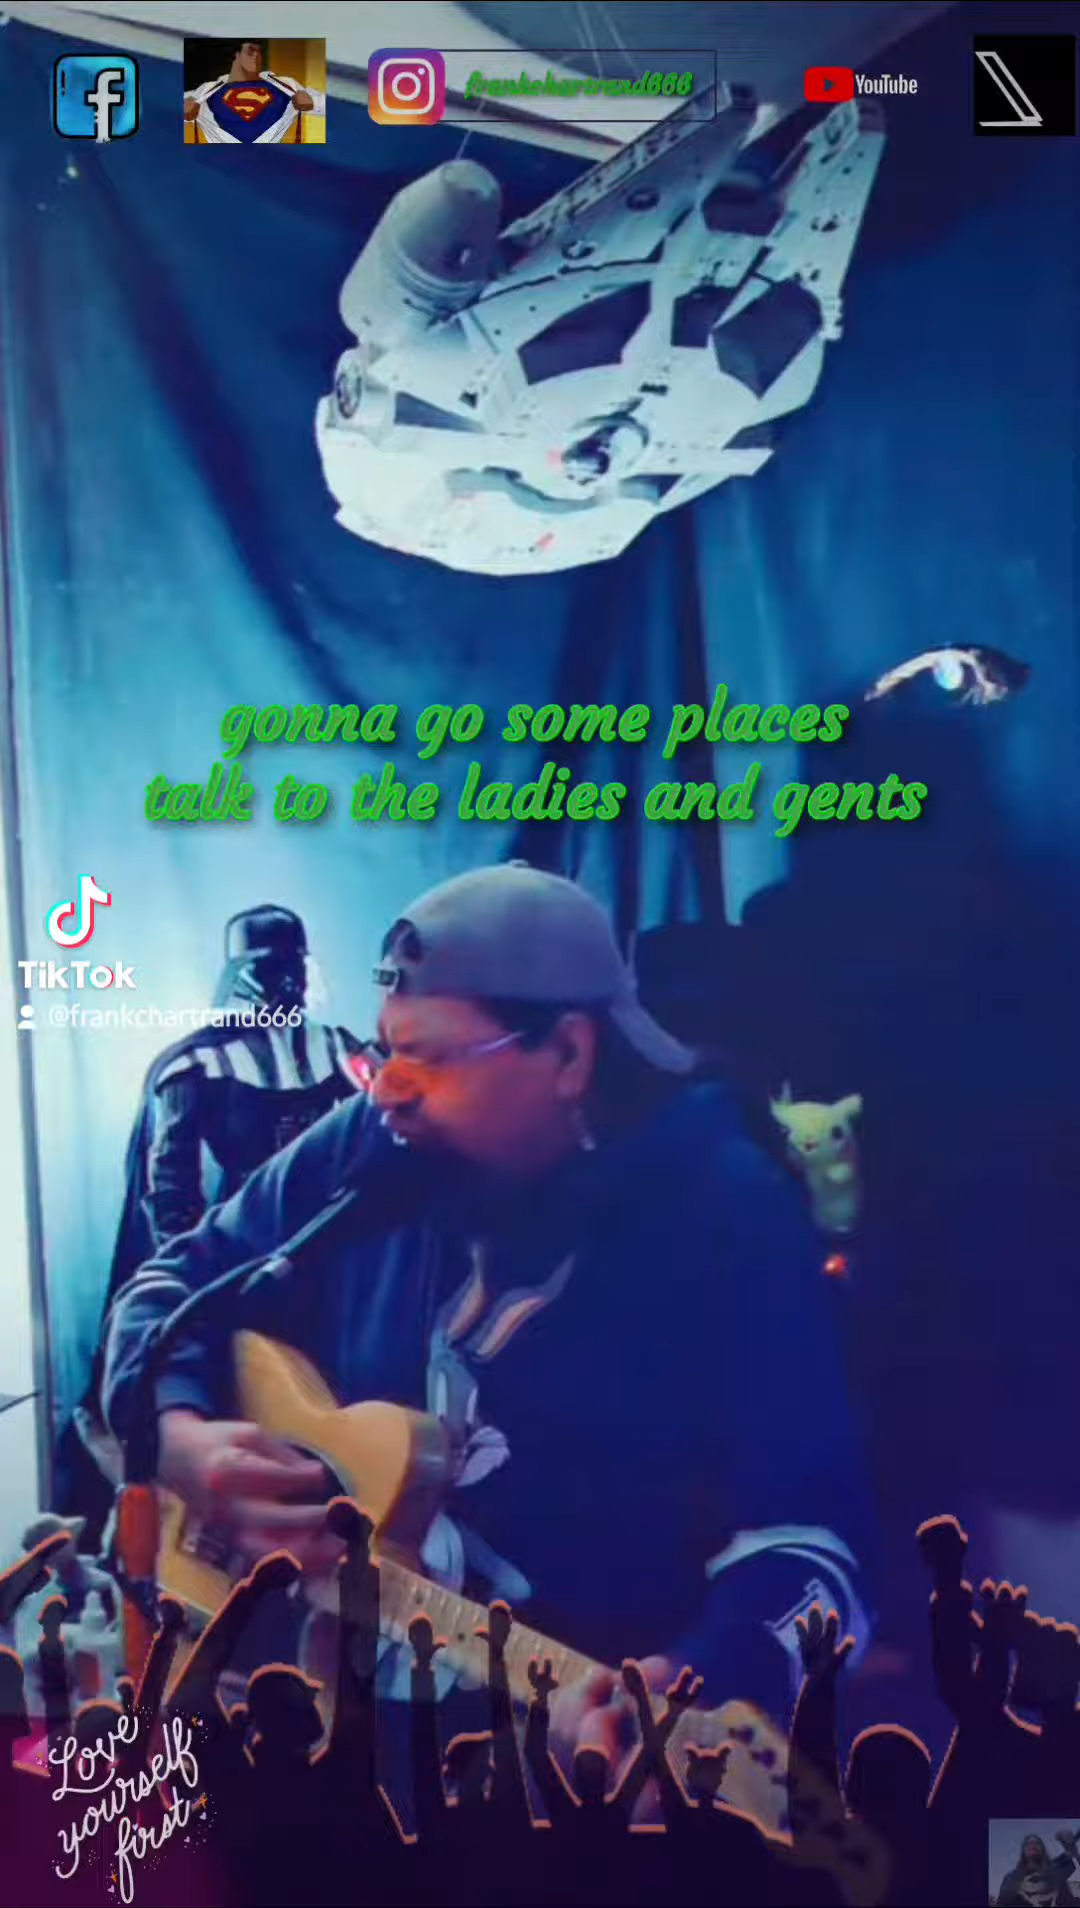 frankchartrand666
YouTube
gonna go some places
talk to the ladies and gents
TikTok
@frankchartrand666
Love
yourself
first